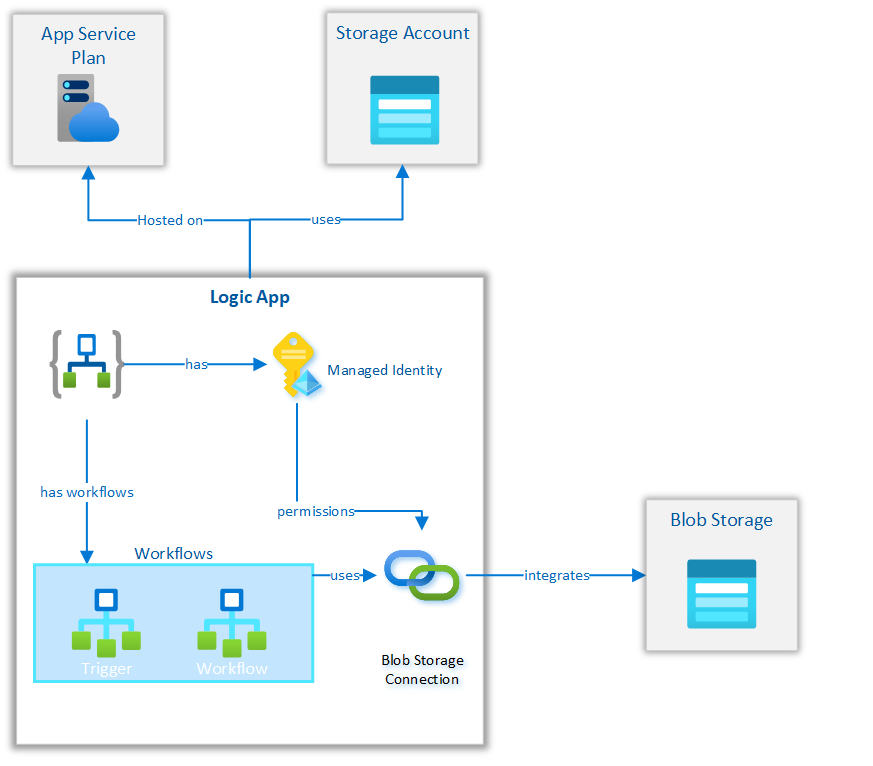 App Service
Plan
Storage Account
Hosted on
uses
Logic App
has
Managed Identity
has workflows
permissions
Workflows
Trigger
Workflow
uses
Blob Storage
Connection
integrates
Blob Storage